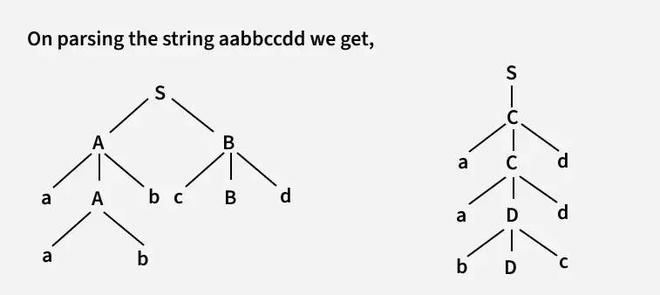 On parsing the string aabbccdd we get,
S
S
A B
C
a C d
a A b c B d
a D d
a b
b D c